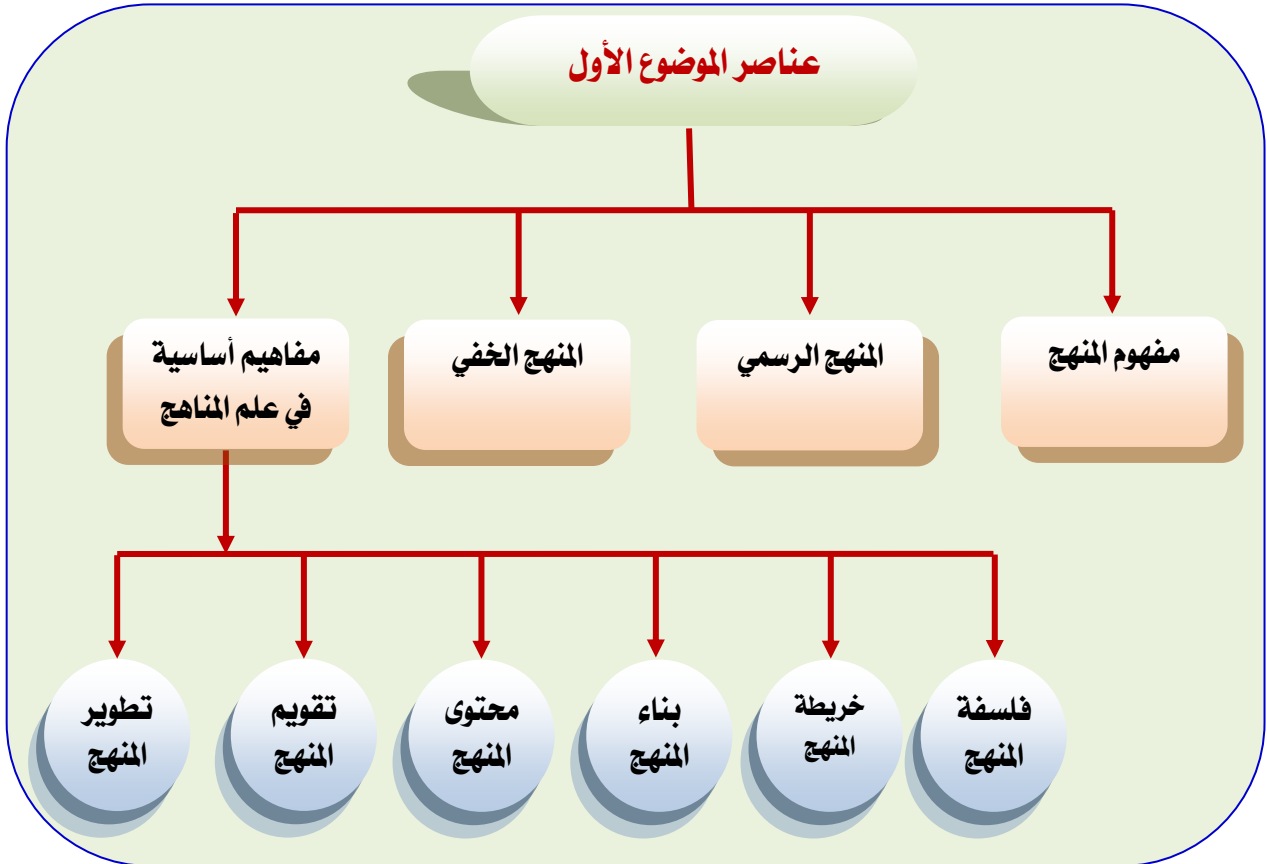 عناصر الموضوع الأول
مفهوم المنهج
المنهج الرسمي
المنهج الخفي
مفاهيم أساسية
في علم المناهج
فلسفة
المنهج
خريطة
المنهج
بناء
المنهج
محتوى
المنهج
تقويم
المنهج
تطوير
المنهج